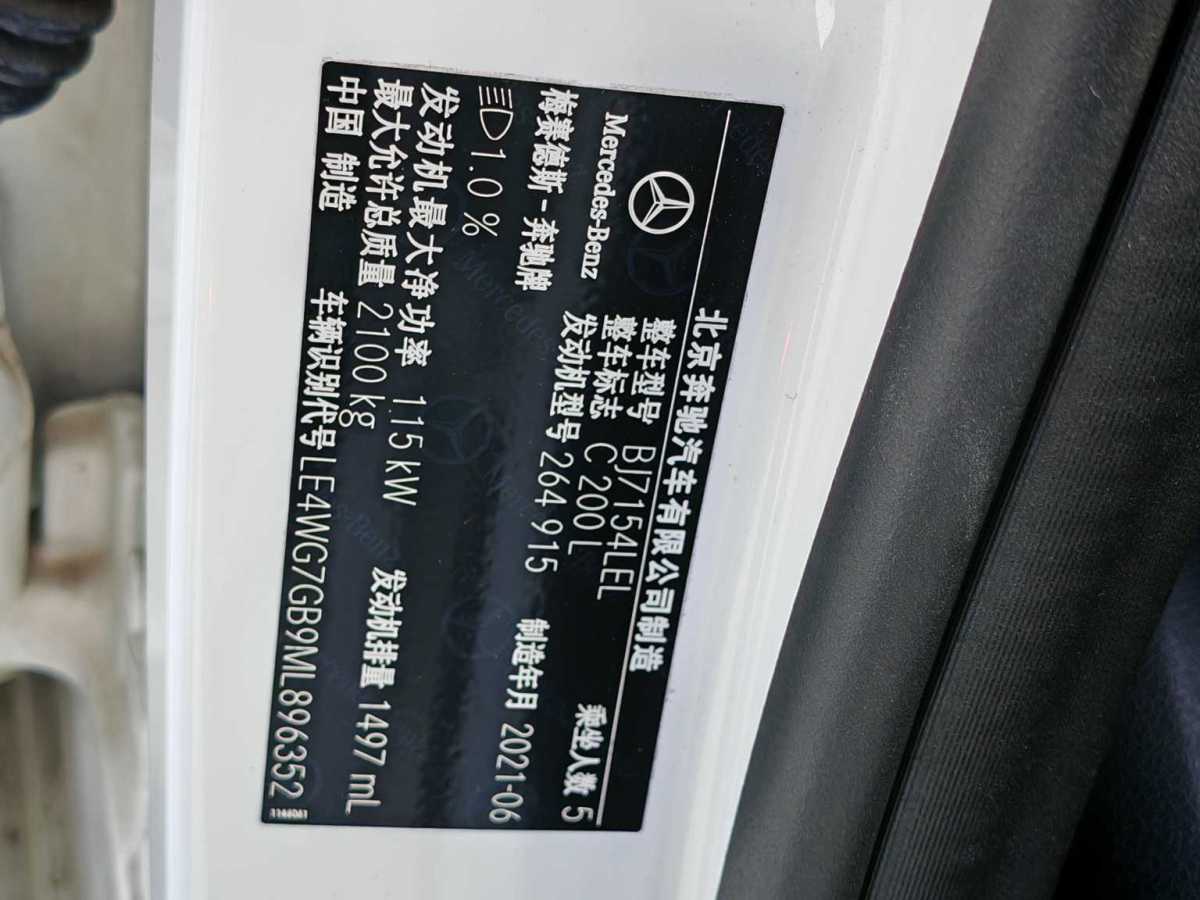 北京奔驰汽车有限公司制造
Mercedes-Benz
整车型号 BJ7154LEL 乘坐人数 5
整车标志 C 200 L
梅赛德斯-奔驰牌 发动机型号 264 915 制造年月 2021-06
1.0 %
发动机最大净功率 115 kW 发动机排量 1497 mL
最大允许总质量 2100 kg
中国 制造 车辆识别代号 LE4WG7GB9ML896352